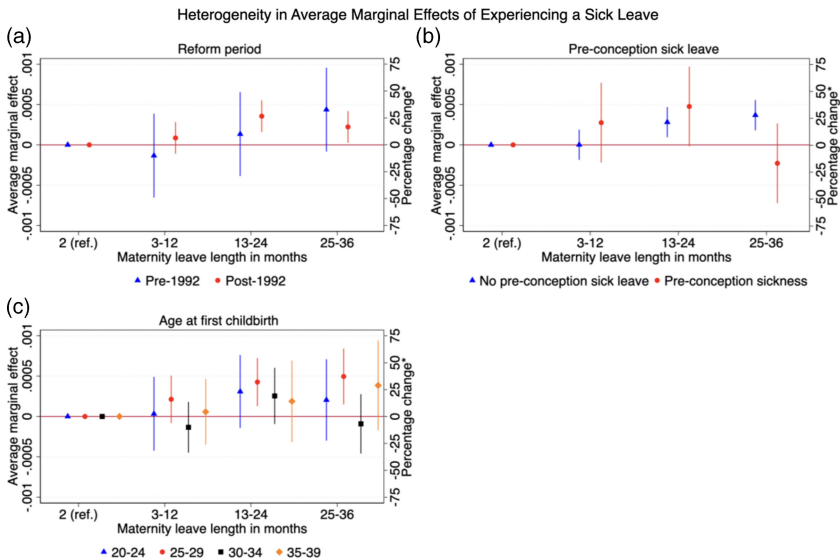 Heterogeneity in Average Marginal Effects of Experiencing a Sick Leave
(a)
Reform period
Average marginal effect
.001
.0005
0
-.0005
-.001
75
50
25
0
-25
-50
-75
Percentage change*
2 (ref.) 3-12 13-24 25-36
Maternity leave length in months
Pre-1992 Post-1992
(b)
Pre-conception sick leave
Average marginal effect
.001
.0005
0
-.0005
-.001
75
50
25
0
-25
-50
-75
Percentage change*
2 (ref.) 3-12 13-24 25-36
Maternity leave length in months
No pre-conception sick leave Pre-conception sickness
(c)
Age at first childbirth
Average marginal effect
.001
.0005
0
-.0005
-.001
75
50
25
0
-25
-50
-75
Percentage change*
2 (ref.) 3-12 13-24 25-36
Maternity leave length in months
20-24 25-29 30-34 35-39